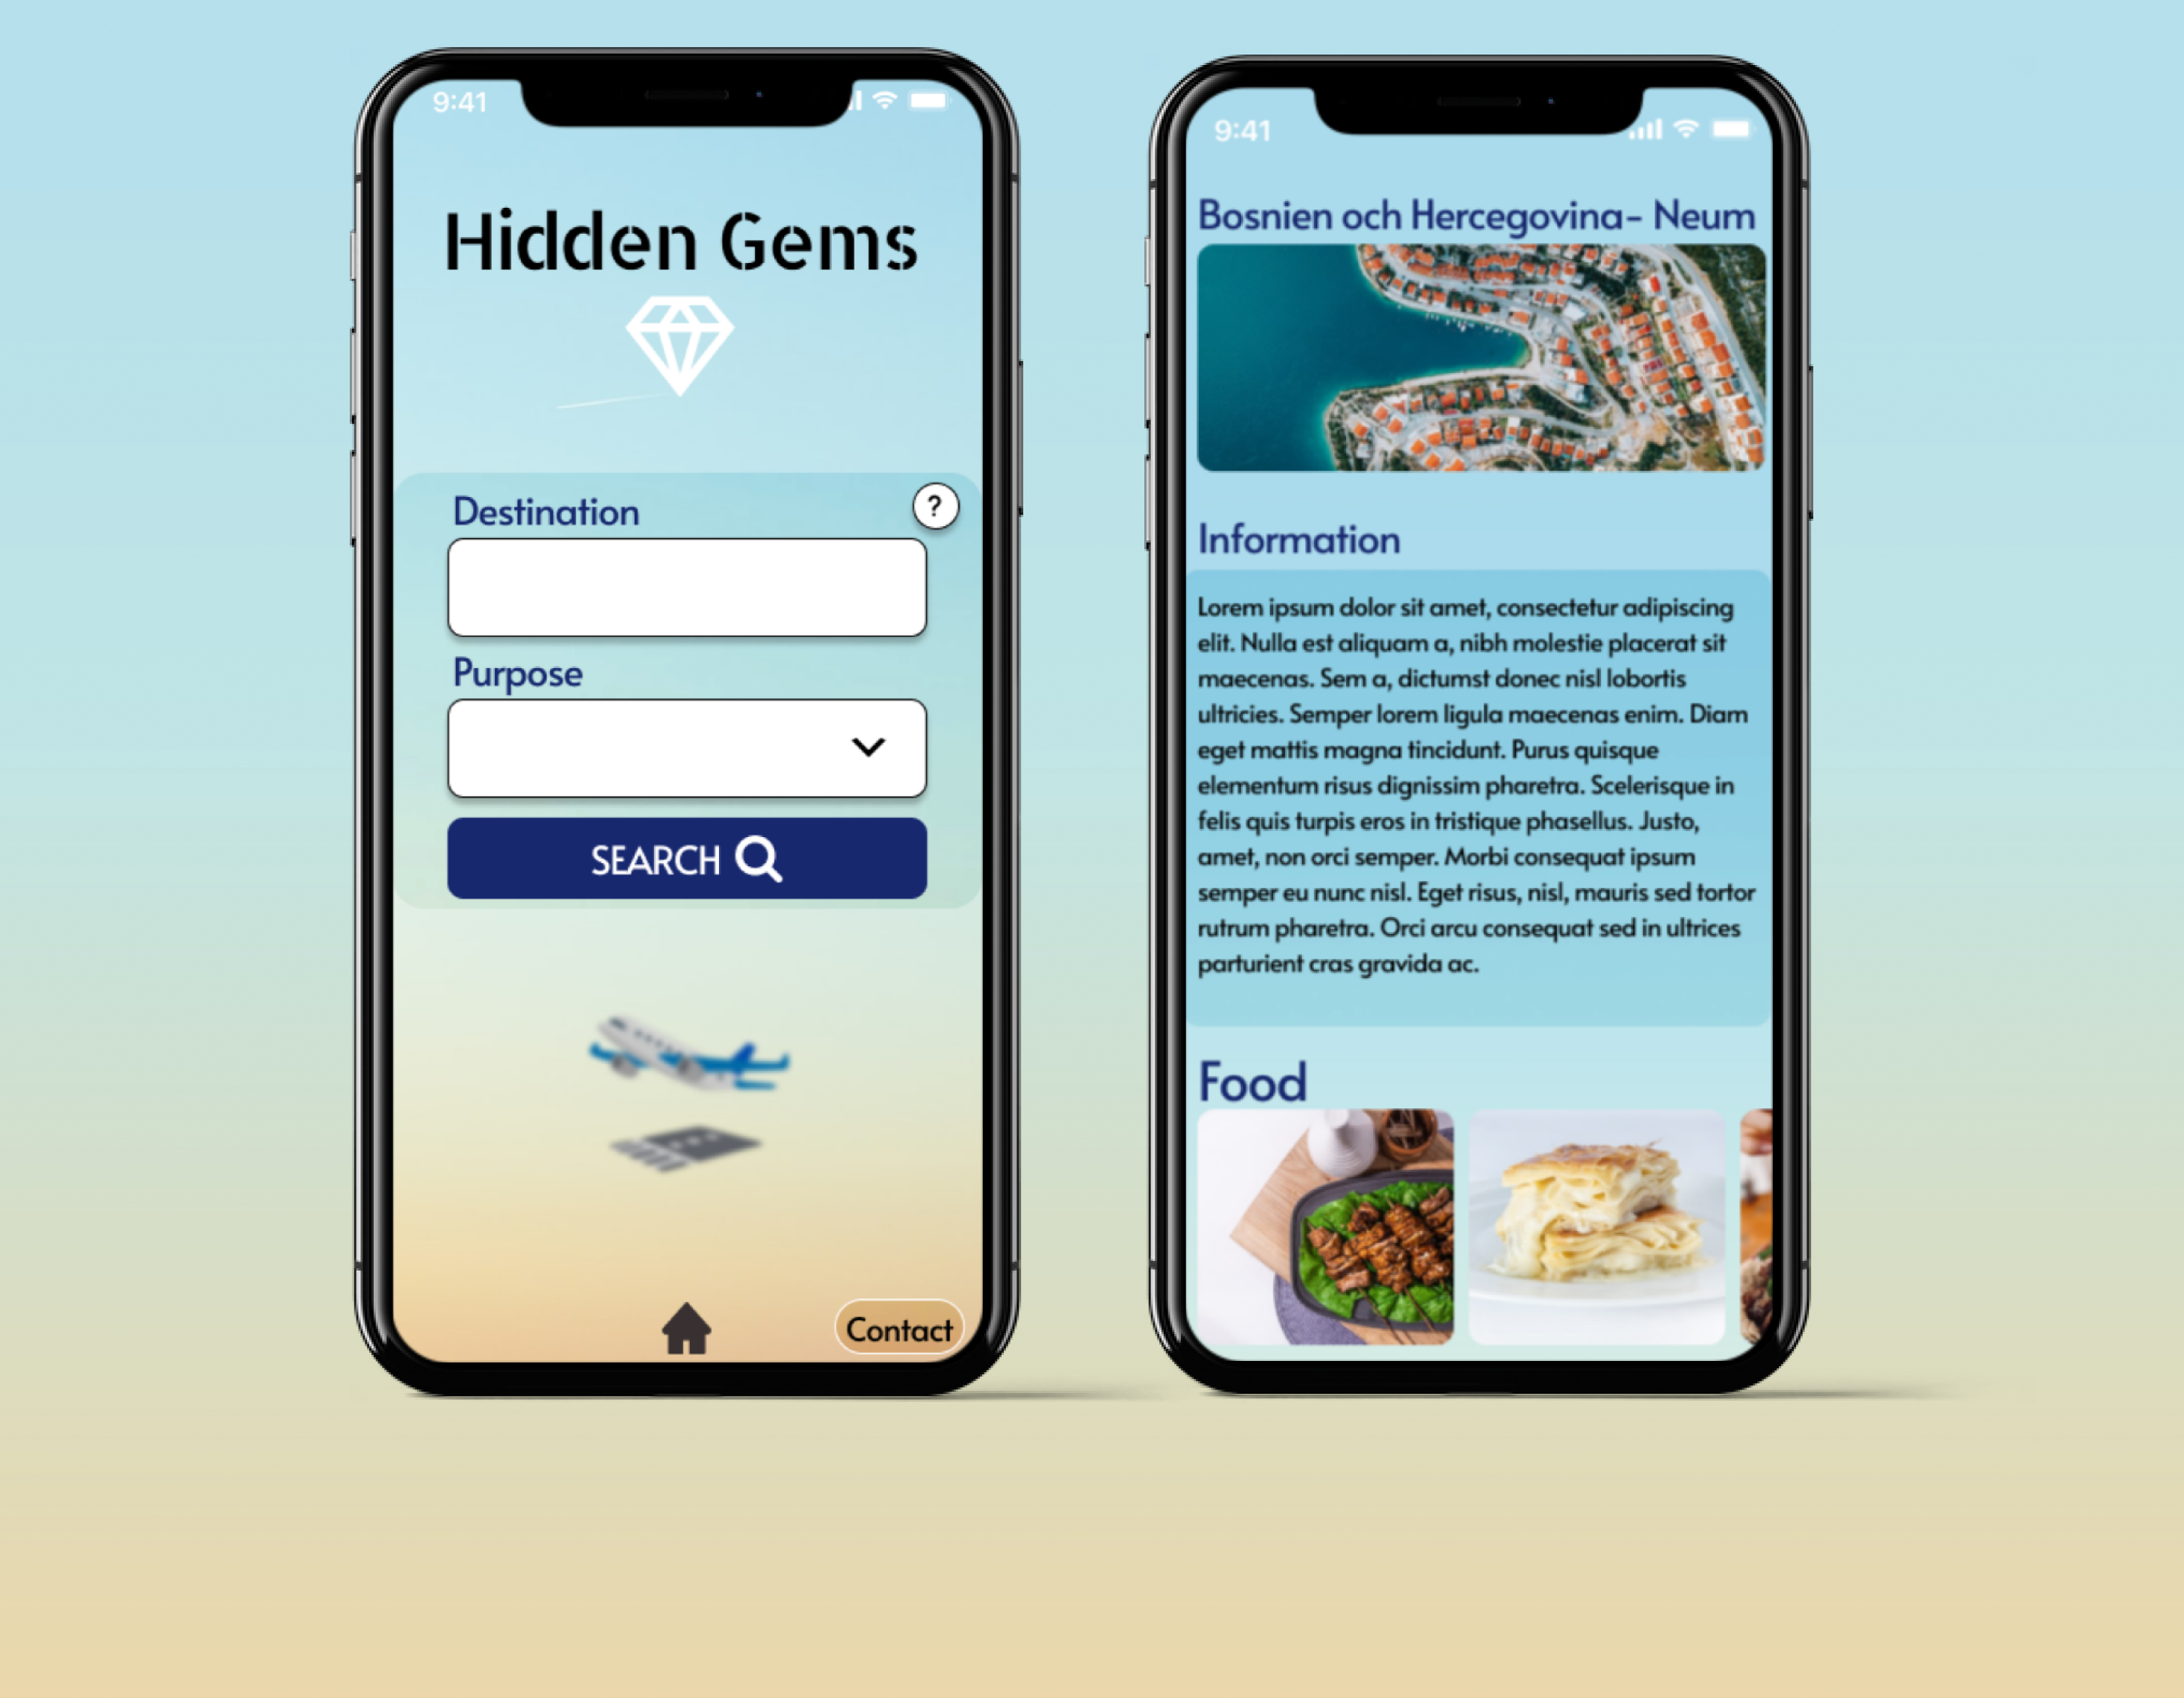 9:41
Hidden Gems
Destination
?
Purpose
SEARCH
Contact
9:41
Bosnien och Hercegovina- Neum
Information
Lorem ipsum dolor sit amet, consectetur adipiscing
elit. Nulla est aliquam a, nibh molestie placerat sit
maecenas. Sem a, dictumst donec nisl lobortis
ultricies. Semper lorem ligula maecenas enim. Diam
eget mattis magna tincidunt. Purus quisque
elementum risus dignissim pharetra. Scelerisque in
felis quis turpis eros in tristique phasellus. Justo,
amet, non orci semper. Morbi consequat ipsum
semper eu nunc nisl. Eget risus, nisl, mauris sed tortor
rutrum pharetra. Orci arcu consequat sed in ultrices
parturient cras gravida ac.
Food